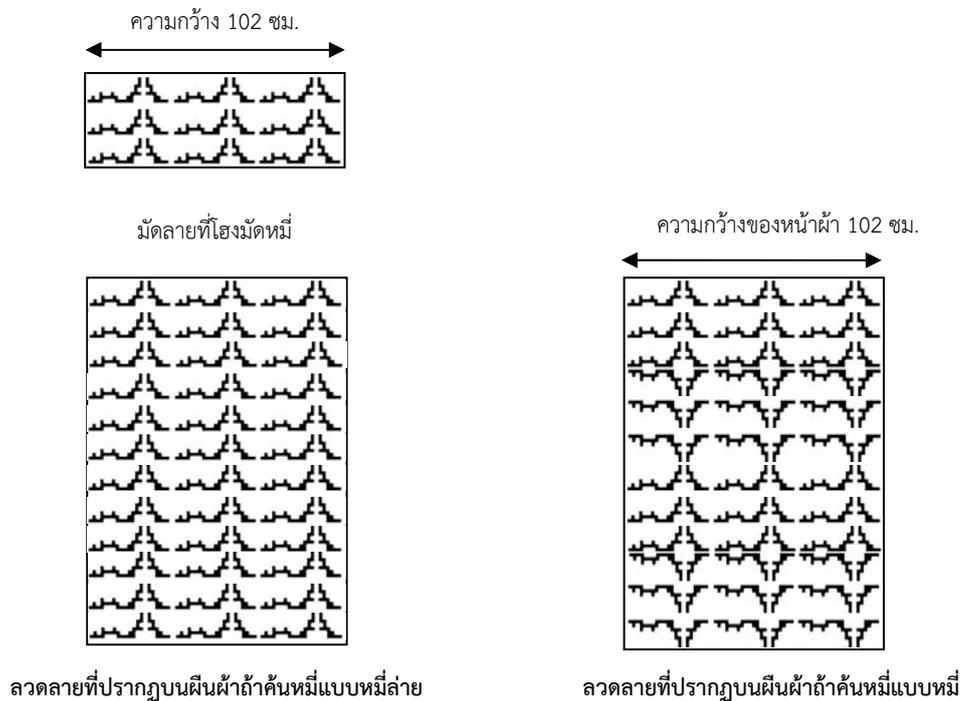 ความกว้าง 102 ซม.
มัดลายที่โฮงมัดหมี่
ความกว้างของหน้าผ้า 102 ซม.
ลวดลายที่ปรากฏบนผืนผ้าถ้าค้นหมี่แบบหมี่ล่าย
ลวดลายที่ปรากฏบนผืนผ้าถ้าค้นหมี่แบบหมี่